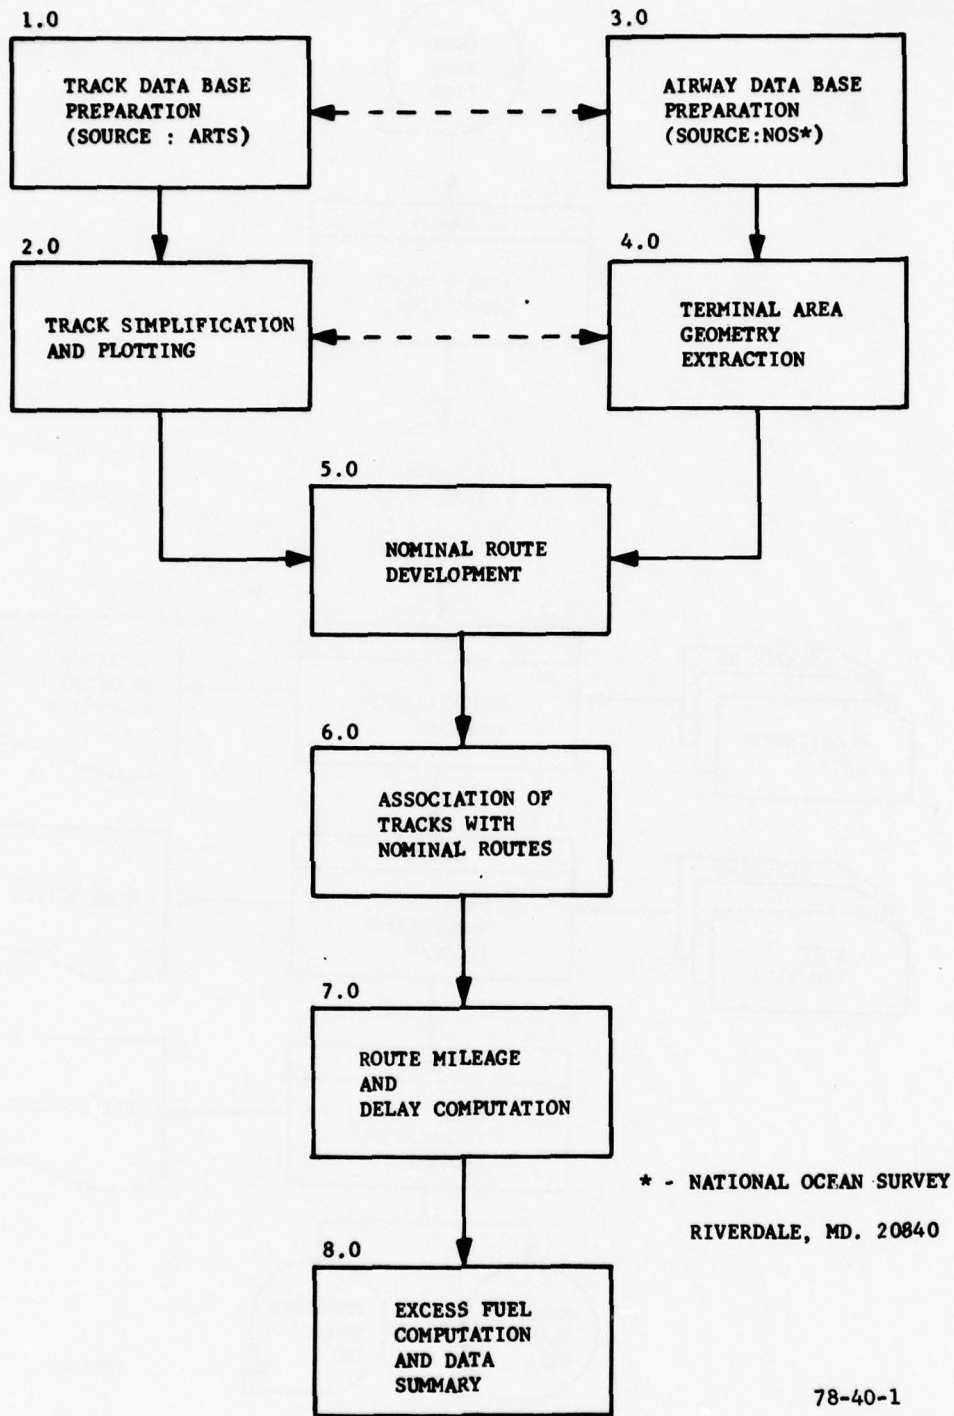 1.0
TRACK DATA BASE
PREPARATION
(SOURCE : ARTS)
3.0
AIRWAY DATA BASE
PREPARATION
(SOURCE:NOS*)
2.0
TRACK SIMPLIFICATION
AND PLOTTING
4.0
TERMINAL AREA
GEOMETRY
EXTRACTION
5.0
NOMINAL ROUTE
DEVELOPMENT
6.0
ASSOCIATION OF
TRACKS WITH
NOMINAL ROUTES
7.0
ROUTE MILEAGE
AND
DELAY COMPUTATION
* - NATIONAL OCEAN SURVEY
RIVERDALE, MD. 20840
8.0
EXCESS FUEL
COMPUTATION
AND DATA
SUMMARY
78-40-1